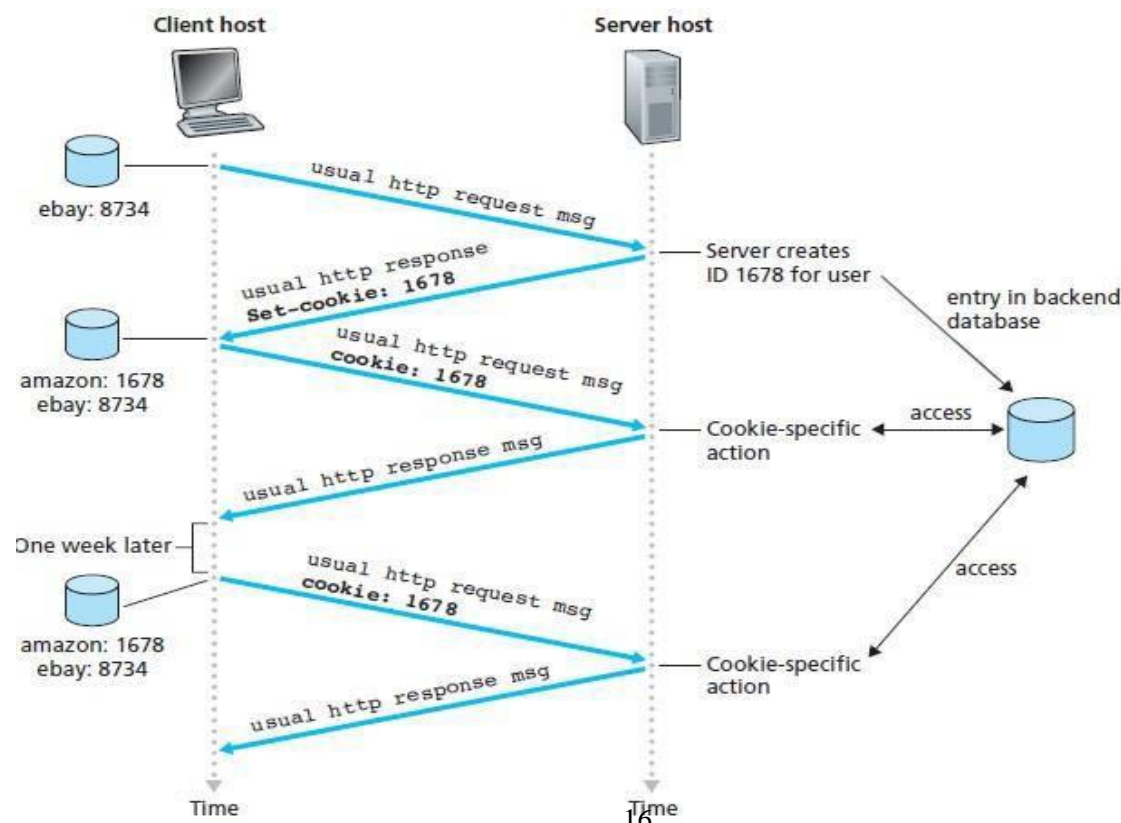 Client host
Server host
ebay: 8734
usual http request msg
Server creates
ID 1678 for user
usual http response
Set-cookie: 1678
entry in backend
database
amazon: 1678
ebay: 8734
usual http request msg
cookie: 1678
access
Cookie-specific
action
usual http response msg
One week later
usual http request msg
cookie: 1678
access
amazon: 1678
ebay: 8734
Cookie-specific
action
usual http response msg
Time
Time
16